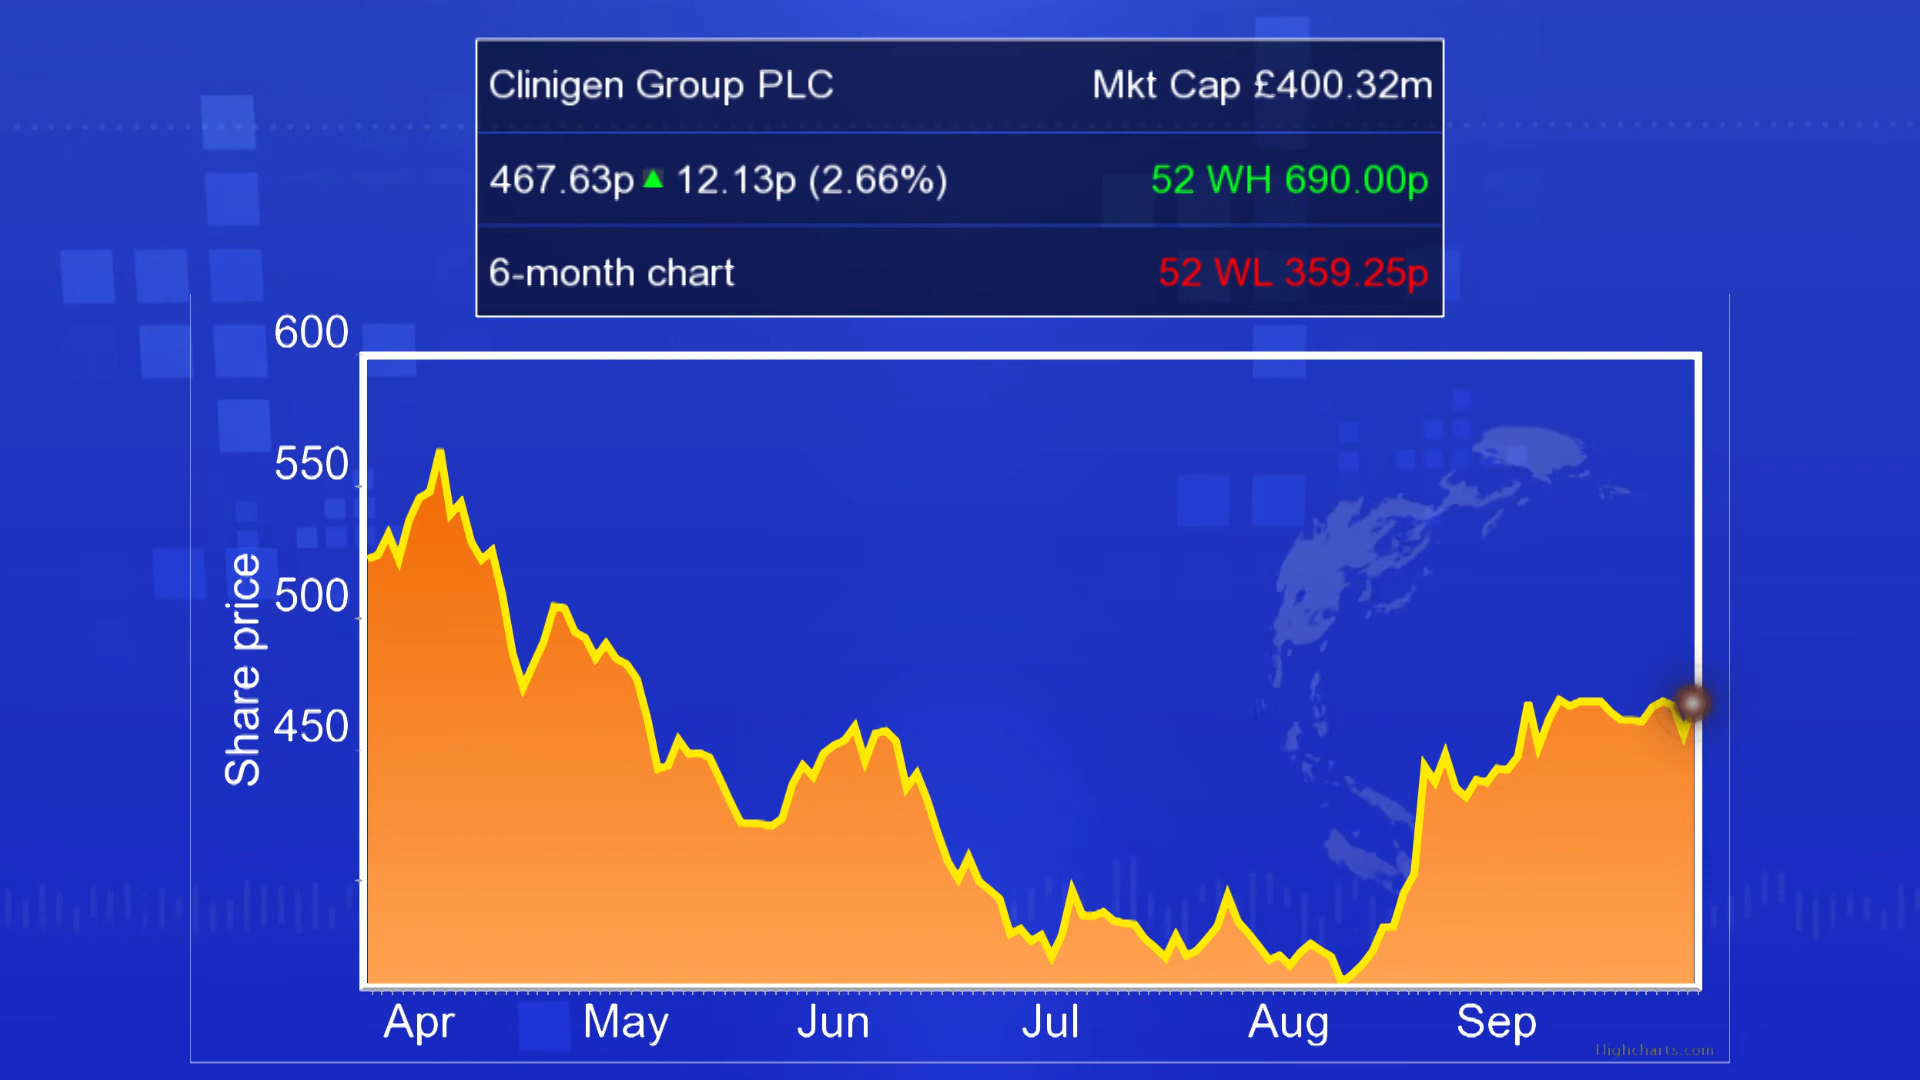 Clinigen Group PLC Mkt Cap £400.32m
467.63p ▲ 12.13p (2.66%) 52 WH 690.00p
6-month chart 52 WL 359.25p
600
550
500
450
Share price
Apr May Jun Jul Aug Sep
Highcharts.com